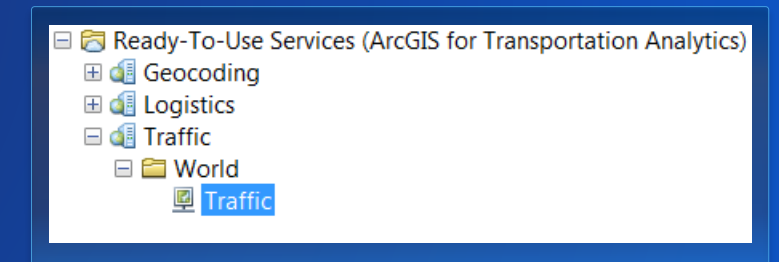 Ready-To-Use Services (ArcGIS for Transportation Analytics)
Geocoding
Logistics
Traffic
World
Traffic